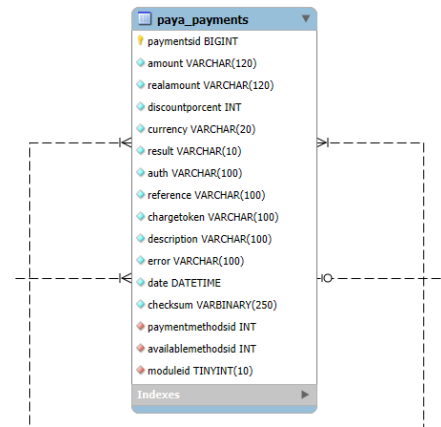 paya_payments
paymentsid BIGINT
amount VARCHAR(120)
realamount VARCHAR(120)
discountporcent INT
currency VARCHAR(20)
result VARCHAR(10)
auth VARCHAR(100)
reference VARCHAR(100)
chargetoken VARCHAR(100)
description VARCHAR(100)
error VARCHAR(100)
date DATETIME
checksum VARBINARY(250)
paymentmethodsid INT
availablemethodsid INT
moduleid TINYINT(10)
Indexes